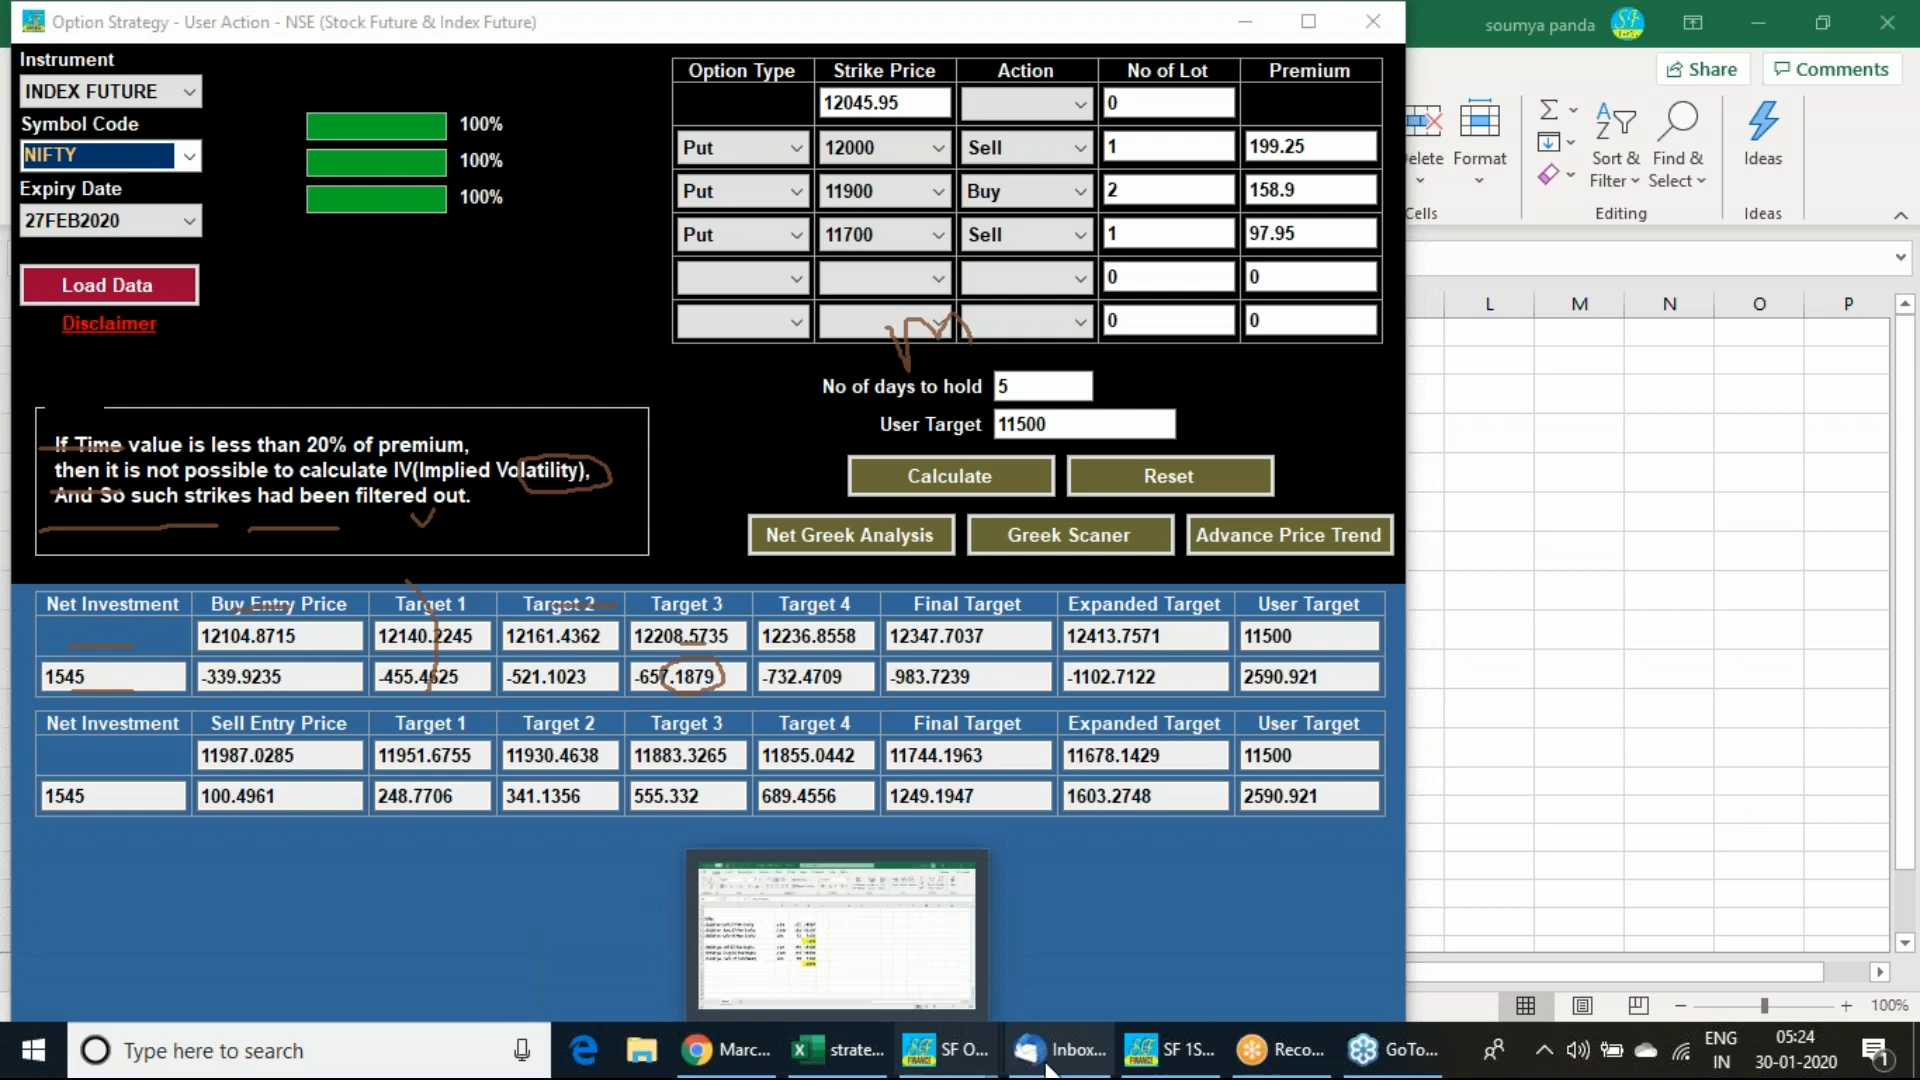 Option Strategy - User Action - NSE (Stock Future & Index Future)
soumya panda
Share
Comments
Instrument
INDEX FUTURE
Symbol Code
NIFTY
Expiry Date
27FEB2020
Load Data
Disclaimer
100%
100%
100%
Option Type Strike Price Action No of Lot Premium
12045.95 0
Put 12000 Sell 1 199.25
Put 11900 Buy 2 158.9
Put 11700 Sell 1 97.95
0 0
0 0
No of days to hold 5
User Target 11500
Calculate Reset
Net Greek Analysis Greek Scaner Advance Price Trend
If Time value is less than 20% of premium,
then it is not possible to calculate IV(Implied Volatility),
And So such strikes had been filtered out.
Net Investment Buy Entry Price Target 1 Target 2 Target 3 Target 4 Final Target Expanded Target User Target
12104.8715 12140.2245 12161.4362 12208.5735 12236.8558 12347.7037 12413.7571 11500
1545 -339.9235 -455.4625 -521.1023 -657.1879 -732.4709 -983.7239 -1102.7122 2590.921
Net Investment Sell Entry Price Target 1 Target 2 Target 3 Target 4 Final Target Expanded Target User Target
11987.0285 11951.6755 11930.4638 11883.3265 11855.0442 11744.1963 11678.1429 11500
1545 100.4961 248.7706 341.1356 555.332 689.4556 1249.1947 1603.2748 2590.921
elete Format
Sort & Find &
Filter Select
Ideas
Cells Editing Ideas
L M N O P
100%
Type here to search
Marc... strate... SF O... Inbox... SF 1S... Reco... GoTo...
ENG
IN
05:24
30-01-2020
1